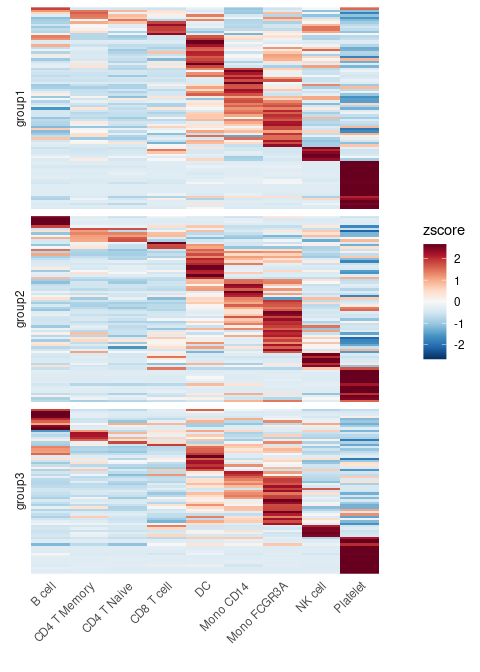 group1
group2
group3
zscore
2
1
0
-1
-2
B cell
CD4 T Memory
CD4 T Naive
CD8 T cell
DC
Mono CD14
Mono FCGR3A
NK cell
Platelet